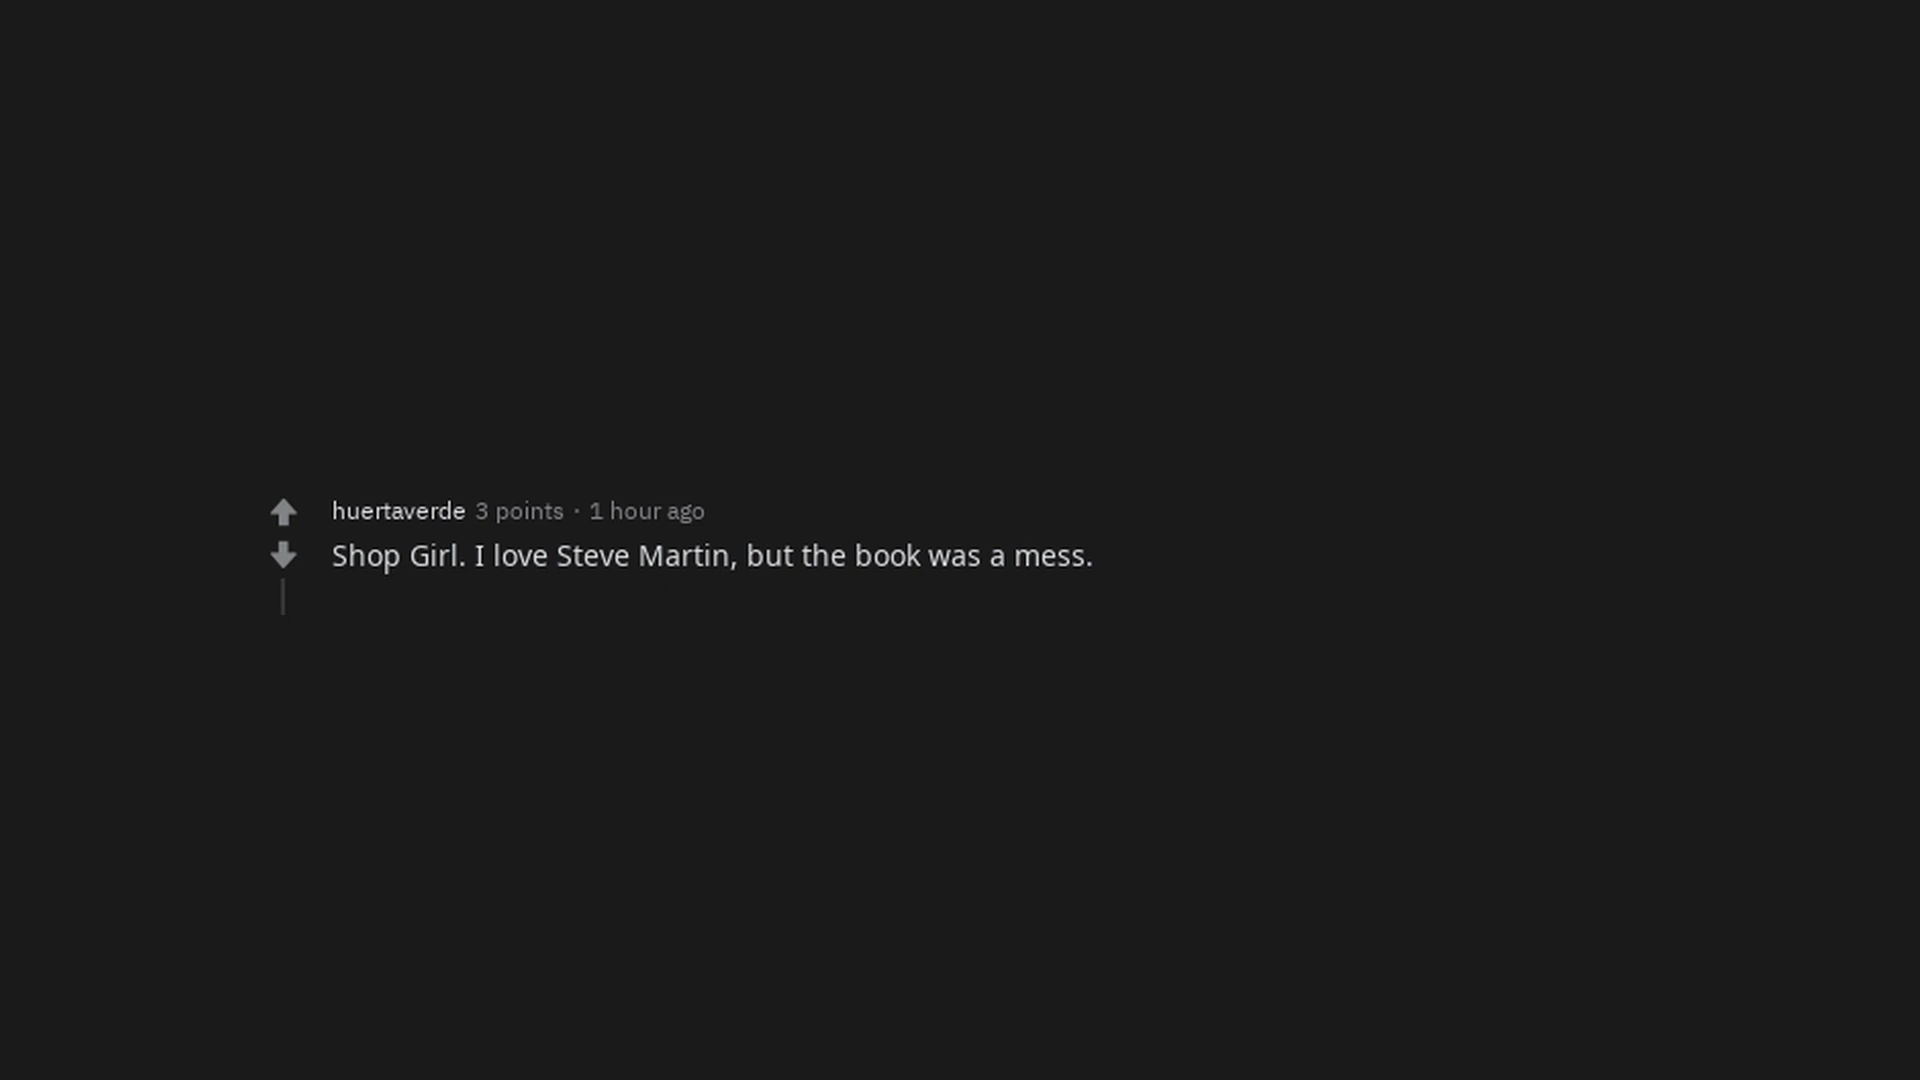 huertaverde 3 points · 1 hour ago
Shop Girl. I love Steve Martin, but the book was a mess.